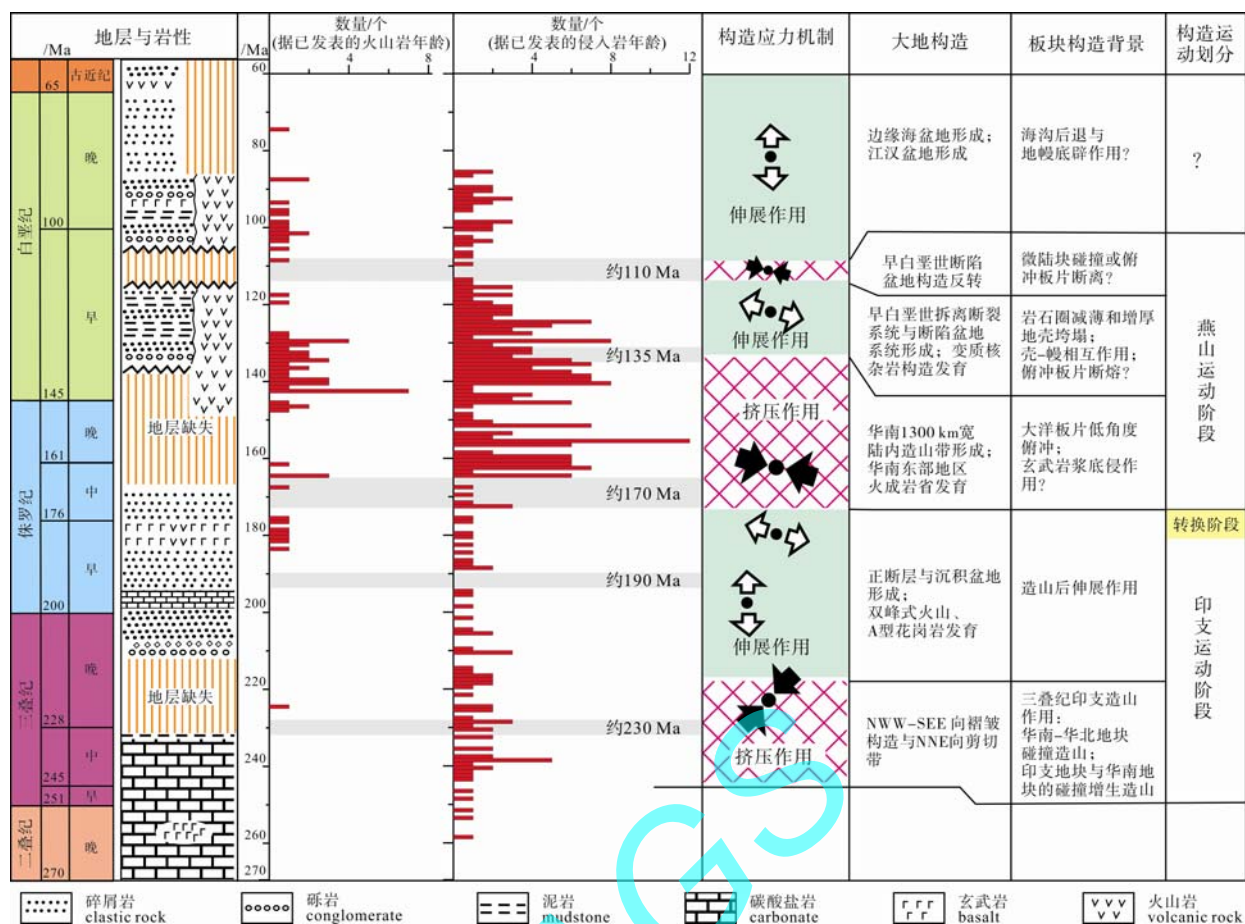 地层与岩性
/Ma
/Ma
数量/个
(据已发表的火山岩年龄)
4
8
数量/个
(据已发表的侵入岩年龄)
4
8
12
构造应力机制
大地构造
板块构造背景
构造运
动划分
古近纪
65
白垩纪
晚
100
早
145
侏罗纪
晚
161
中
176
早
200
三叠纪
晚
228
中
245
早
251
二叠纪
晚
270
地层缺失
地层缺失
60
80
100
120
140
160
180
200
220
240
260
270
约110 Ma
约135 Ma
约170 Ma
约190 Ma
约230 Ma
伸展作用
伸展作用
挤压作用
伸展作用
挤压作用
边缘海盆地形成;
江汉盆地形成
早白垩世断陷
盆地构造反转
早白垩世拆离断裂
系统与断陷盆地
系统形成; 变质核
杂岩构造发育
华南1300 km宽
陆内造山带形成;
华南东部地区
火成岩省发育
正断层与沉积盆地
形成;
双峰式火山、
A型花岗岩发育
NWW-SEE 向褶皱
构造与NNE向剪切
带
海沟后退与
地幔底辟作用?
微陆块碰撞或俯
冲板片断离?
岩石圈减薄和增厚
地壳垮塌;
壳-幔相互作用;
俯冲板片断熔?
大洋板片低角度
俯冲;
玄武岩浆底侵作
用?
造山后伸展作用
三叠纪印支造山
作用:
华南-华北地块
碰撞造山;
印支地块与华南地
块的碰撞增生造山
?
燕山运动阶段
转换阶段
印支运动阶段
GS
碎屑岩
clastic rock
砾岩
conglomerate
泥岩
mudstone
碳酸盐岩
carbonate
玄武岩
basalt
火山岩
volcanic rock